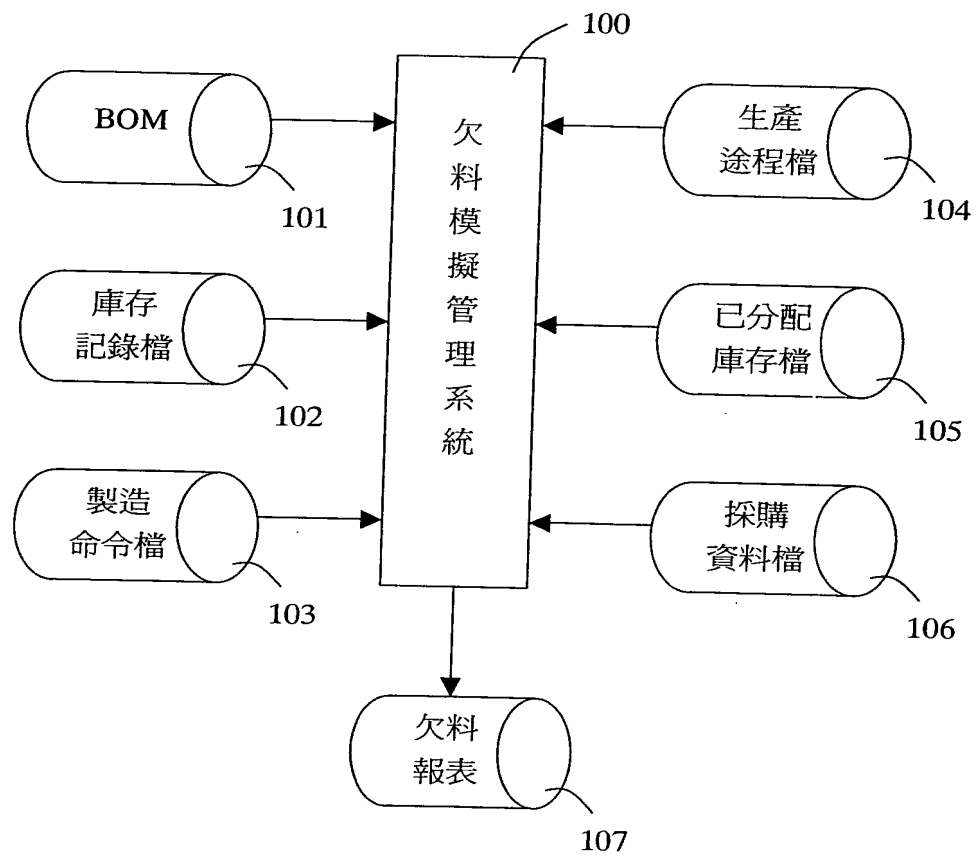 100
BOM
101
庫存
記錄檔
102
製造
命令檔
103
欠料模擬管理系統
生產
途程檔
104
已分配
庫存檔
105
採購
資料檔
106
欠料
報表
107